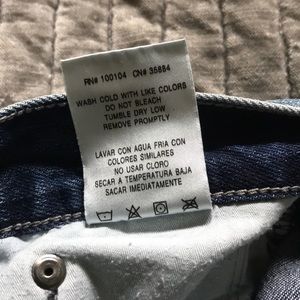 RN# 100104 CN# 35884
WASH COLD WITH LIKE COLORS
DO NOT BLEACH
TUMBLE DRY LOW
REMOVE PROMPTLY
LAVAR CON AGUA FRIA CON
COLORES SIMILARES
NO USAR CLORO
SECAR A TEMPERATURA BAJA
SACAR IMEDIATAMENTE